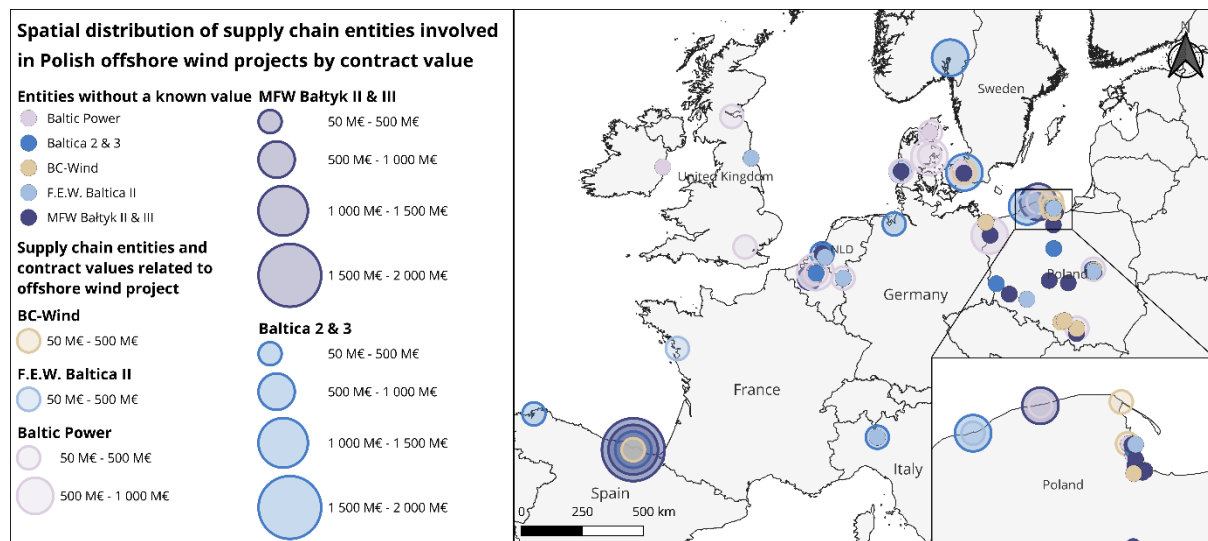 Spatial distribution of supply chain entities involved
in Polish offshore wind projects by contract value
Entities without a known value
Baltic Power
Baltica 2 & 3
BC-Wind
F.E.W. Baltica II
MFW Bałtyk II & III
Supply chain entities and
contract values related to
offshore wind project
BC-Wind
50 M€ - 500 M€
F.E.W. Baltica II
50 M€ - 500 M€
Baltic Power
50 M€ - 500 M€
500 M€ - 1 000 M€
MFW Bałtyk II & III
50 M€ - 500 M€
500 M€ - 1 000 M€
1 000 M€ - 1 500 M€
1 500 M€ - 2 000 M€
Baltica 2 & 3
50 M€ - 500 M€
500 M€ - 1 000 M€
1 000 M€ - 1 500 M€
1 500 M€ - 2 000 M€
N
Sweden
United Kingdom
NLD
Poland
Germany
France
Italy
Spain
Poland
0 250 500 km